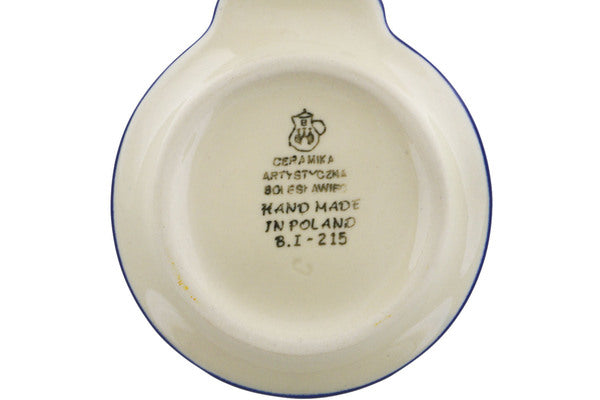 CERAMIKA
ARTYSTYCZNA
BOLESŁAWIEC
HAND MADE
IN POLAND
B.I-215